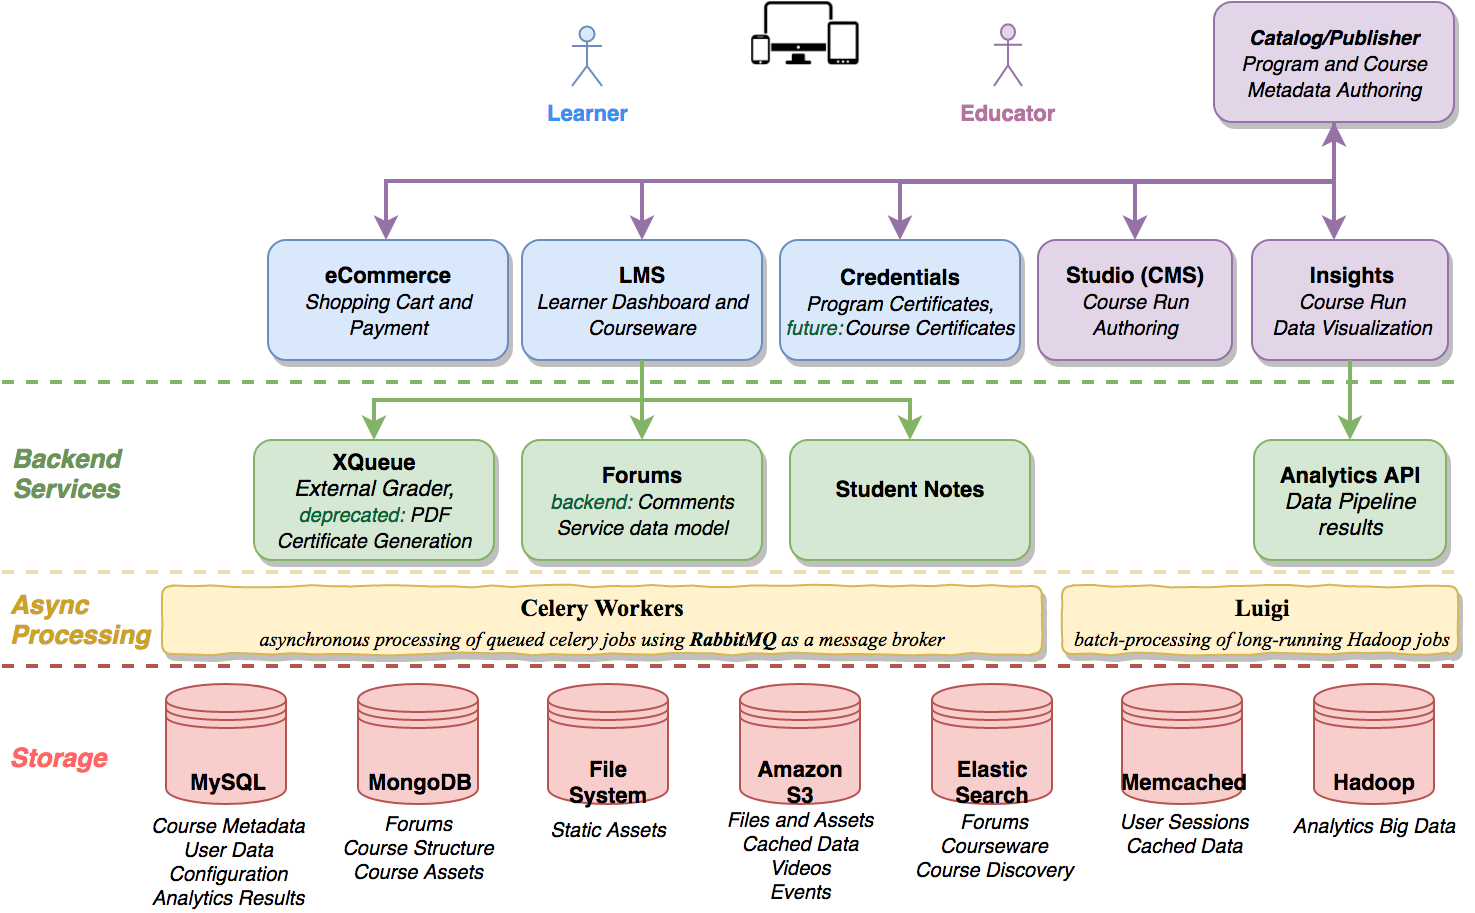 Learner
Educator
Catalog/Publisher
Program and Course
Metadata Authoring
eCommerce
Shopping Cart and
Payment
LMS
Learner Dashboard and
Courseware
Credentials
Program Certificates,
future: Course Certificates
Studio (CMS)
Course Run
Authoring
Insights
Course Run
Data Visualization
Backend
Services
XQueue
External Grader,
deprecated: PDF
Certificate Generation
Forums
backend: Comments
Service data model
Student Notes
Analytics API
Data Pipeline
results
Async
Processing
Celery Workers
asynchronous processing of queued celery jobs using RabbitMQ as a message broker
Luigi
batch-processing of long-running Hadoop jobs
Storage
MySQL
Course Metadata
User Data
Configuration
Analytics Results
MongoDB
Forums
Course Structure
Course Assets
File
System
Static Assets
Amazon
S3
Files and Assets
Cached Data
Videos
Events
Elastic
Search
Forums
Courseware
Course Discovery
Memcached
User Sessions
Cached Data
Hadoop
Analytics Big Data